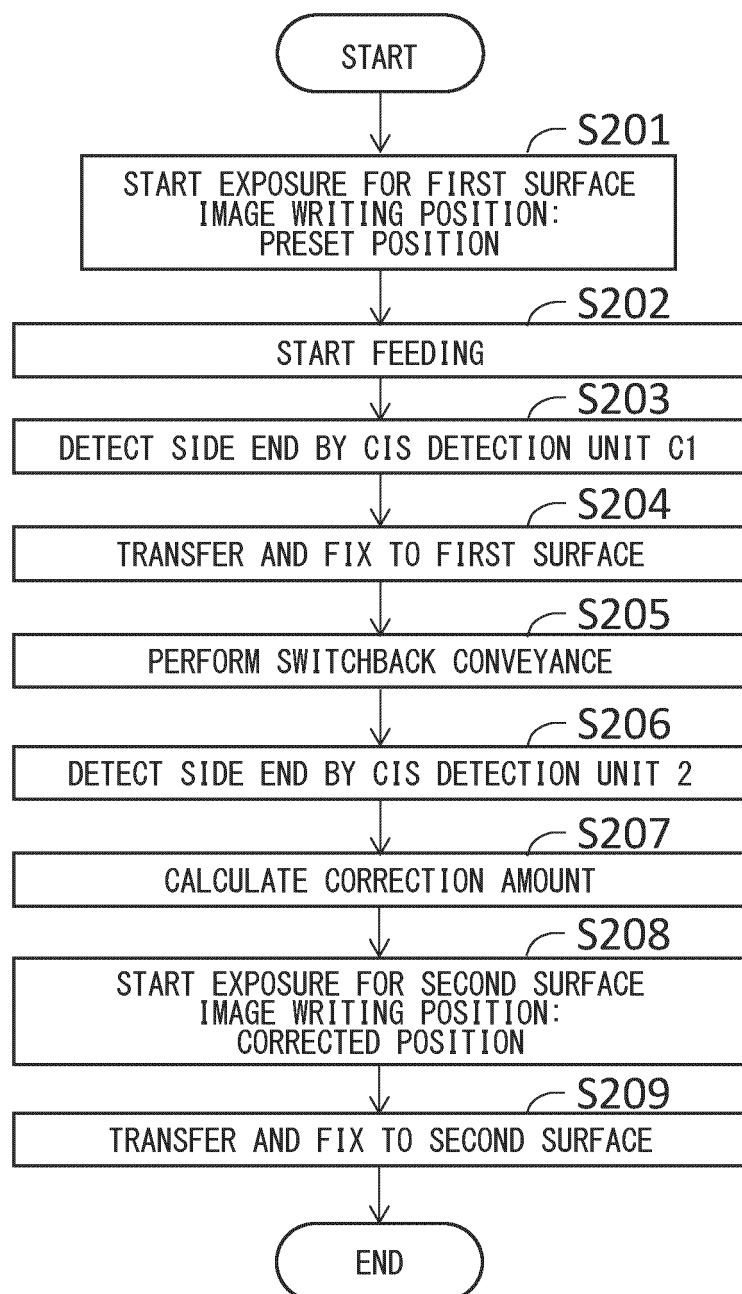 START
S201
START EXPOSURE FOR FIRST SURFACE
IMAGE WRITING POSITION:
PRESET POSITION
S202
START FEEDING
S203
DETECT SIDE END BY CIS DETECTION UNIT C1
S204
TRANSFER AND FIX TO FIRST SURFACE
S205
PERFORM SWITCHBACK CONVEYANCE
S206
DETECT SIDE END BY CIS DETECTION UNIT 2
S207
CALCULATE CORRECTION AMOUNT
S208
START EXPOSURE FOR SECOND SURFACE
IMAGE WRITING POSITION:
CORRECTED POSITION
S209
TRANSFER AND FIX TO SECOND SURFACE
END